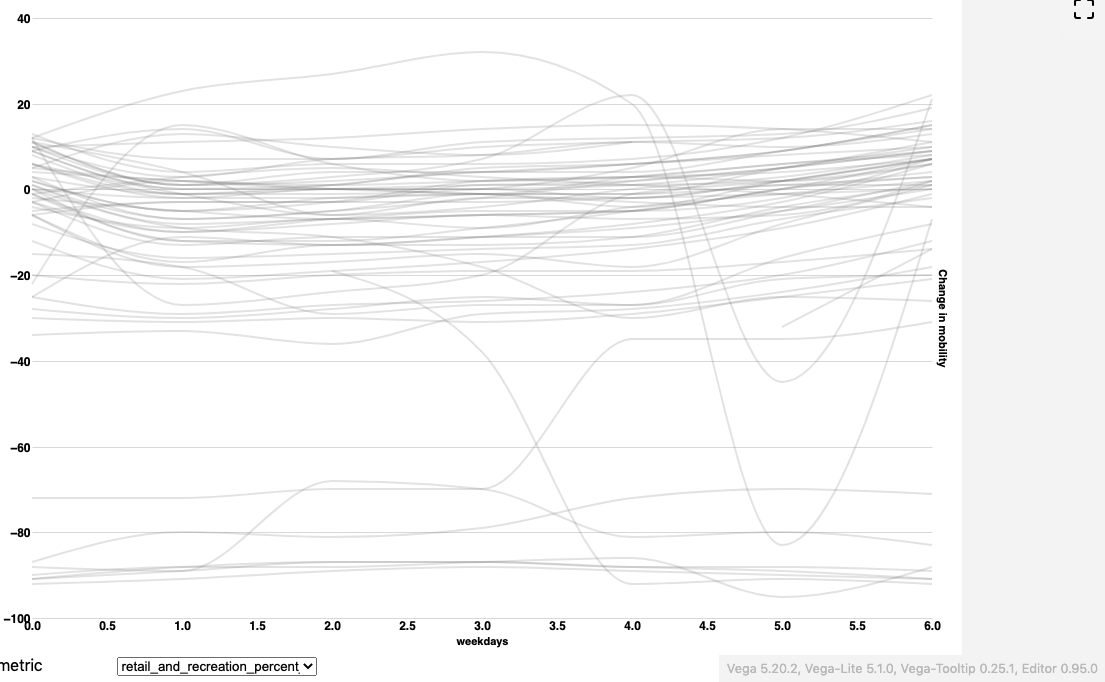 40
20
0
−20
−40
−60
−80
−100
Change in mobility
0.0 0.5 1.0 1.5 2.0 2.5 3.0 3.5 4.0 4.5 5.0 5.5 6.0
weekdays
metric retail_and_recreation_percent_
Vega 5.20.2, Vega-Lite 5.1.0, Vega-Tooltip 0.25.1, Editor 0.95.0